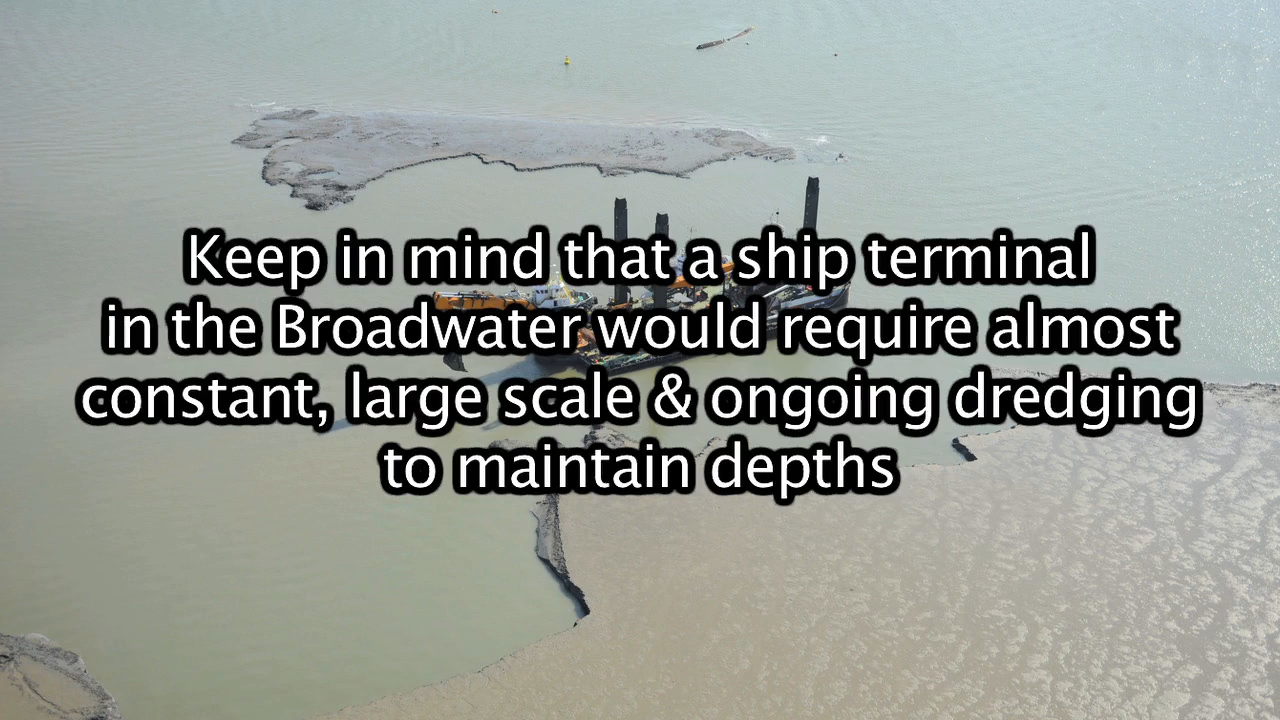 Keep in mind that a ship terminal
in the Broadwater would require almost
constant, large scale & ongoing dredging
to maintain depths